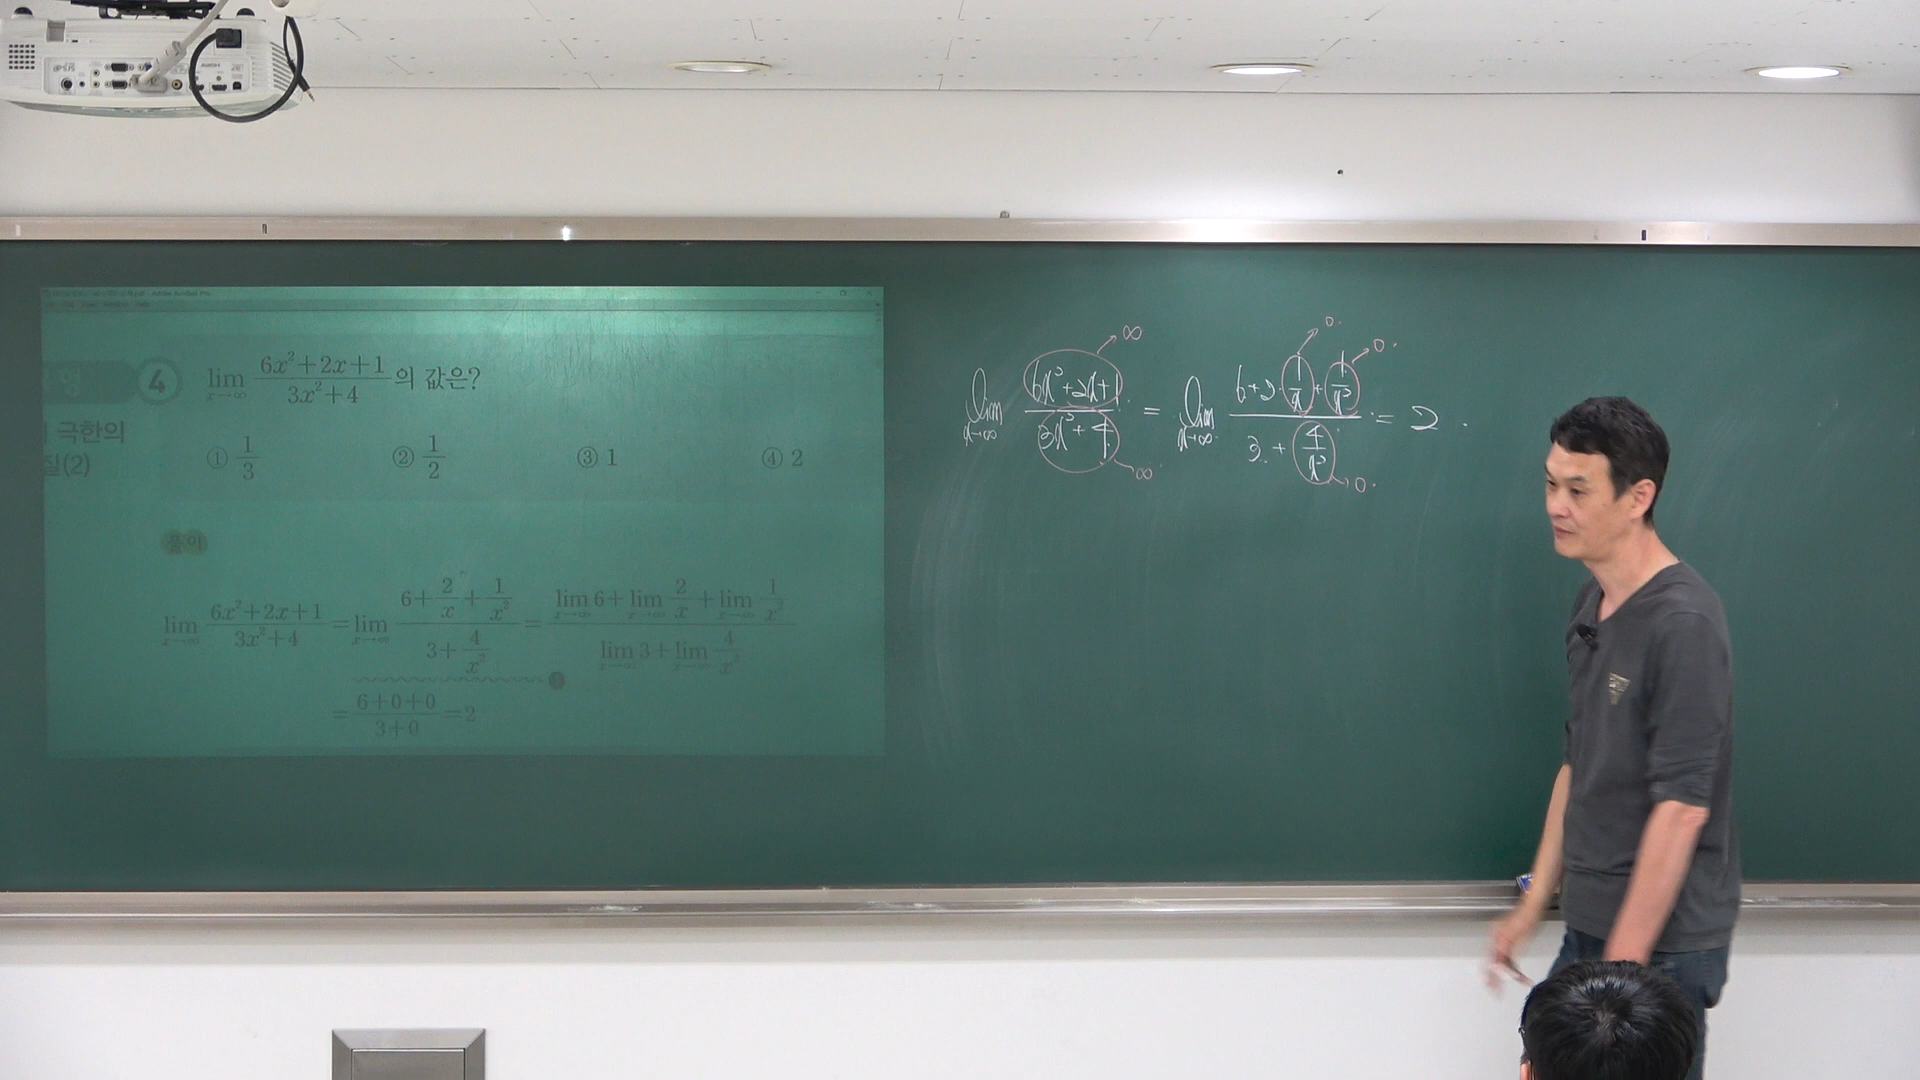 4 lim x→∞ (6x²+2x+1)/(3x²+4) 의 값은?
극한의
질(2)
① 1/3 ② 1/2 ③ 1 ④ 2
풀이
lim x→∞ (6x²+2x+1)/(3x²+4) = lim x→∞ (6+2/x+1/x²)/(3+4/x²) = (lim x→∞ 6+lim x→∞ 2/x+lim x→∞ 1/x²)/(lim x→∞ 3+lim x→∞ 4/x²)
= (6+0+0)/(3+0) = 2
∞ 0. 0.
lim x→∞ (6x²+2x+1)/(3x²+4) = lim x→∞ (6+2·1/x+1/x²)/(3+4/x²) = 2.
∞ 0.